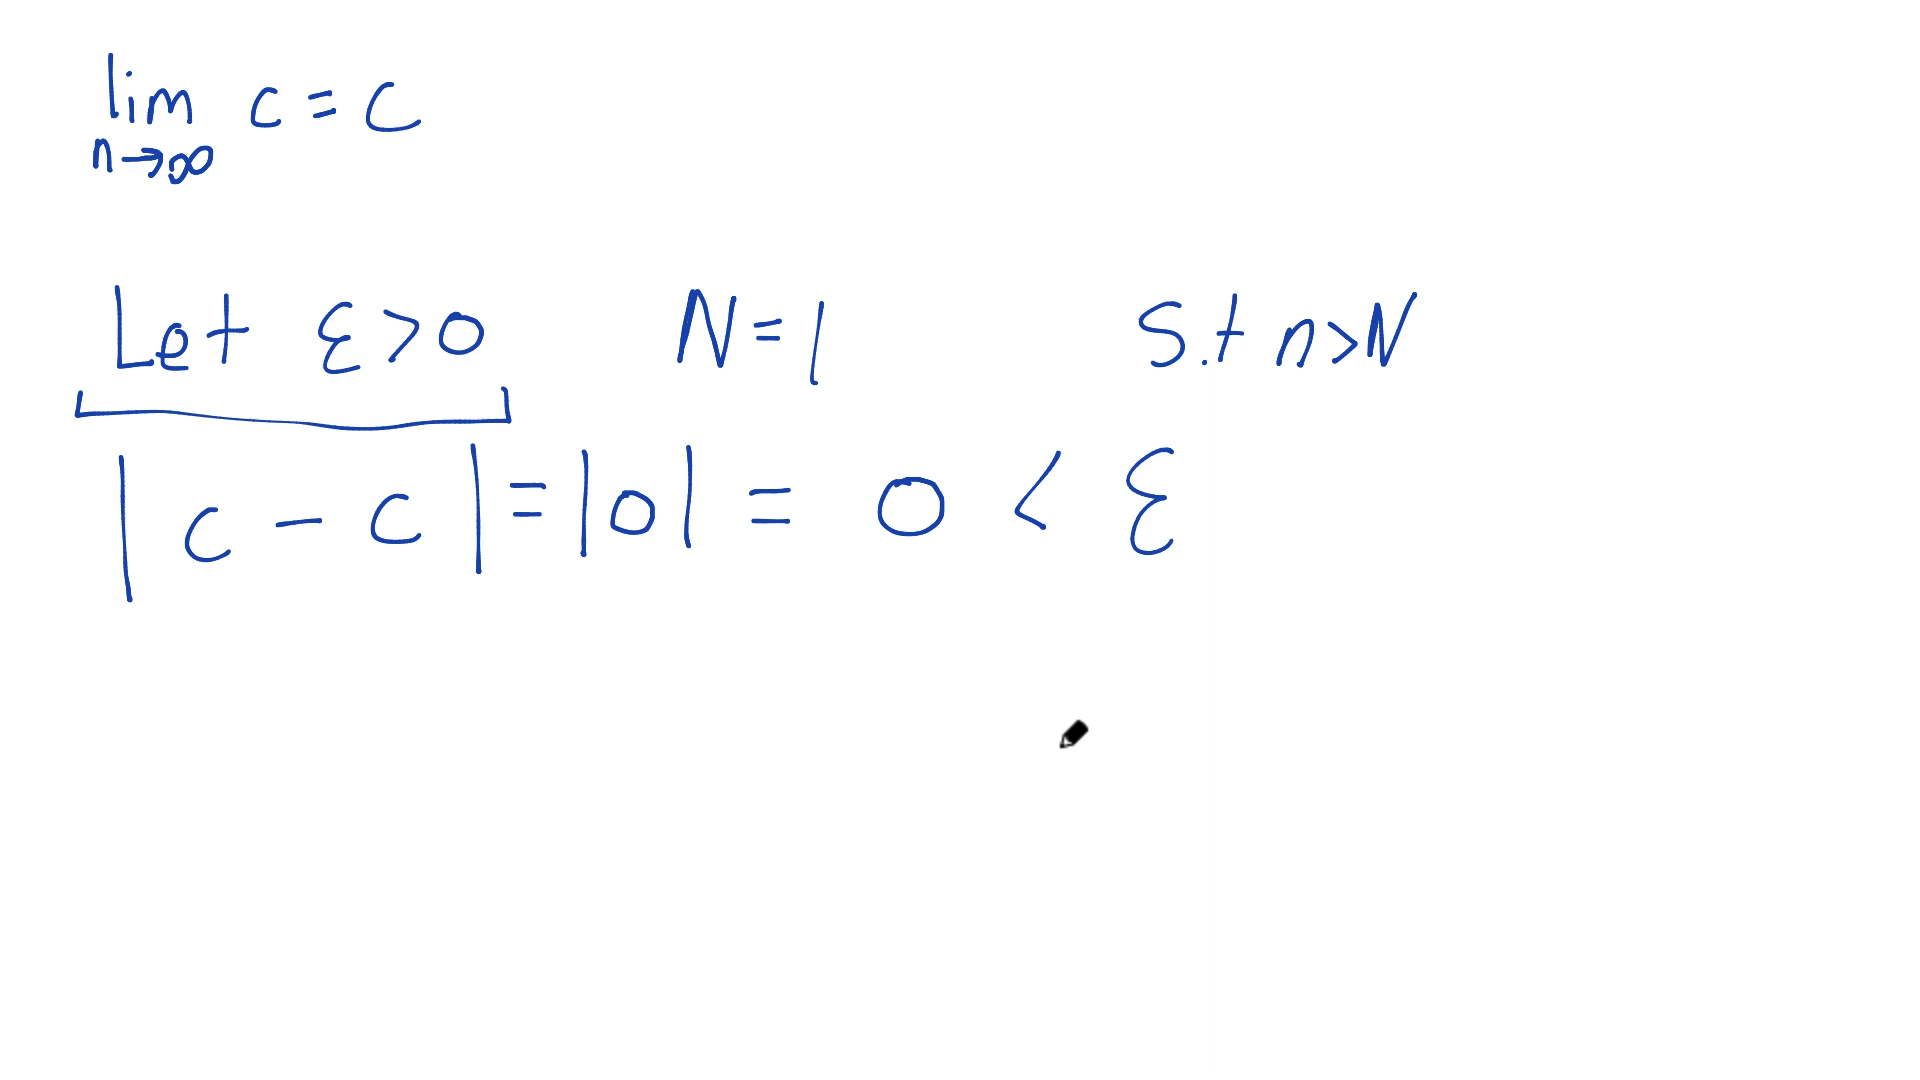 lim c = c
n→∞
Let ε>0 N=1 S.t n>N
|c - c| = |0| = 0 < ε